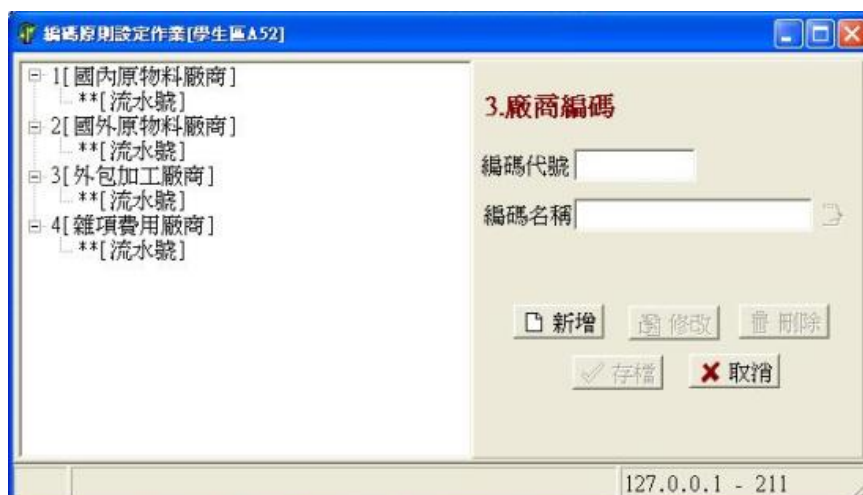 編碼原則設定作業[學生區A52]
1[國內原物料廠商]
**[流水號]
2[國外原物料廠商]
**[流水號]
3[外包加工廠商]
**[流水號]
4[雜項費用廠商]
**[流水號]
3.廠商編碼
編碼代號
編碼名稱
新增 修改 刪除
存檔 取消
127.0.0.1 - 211